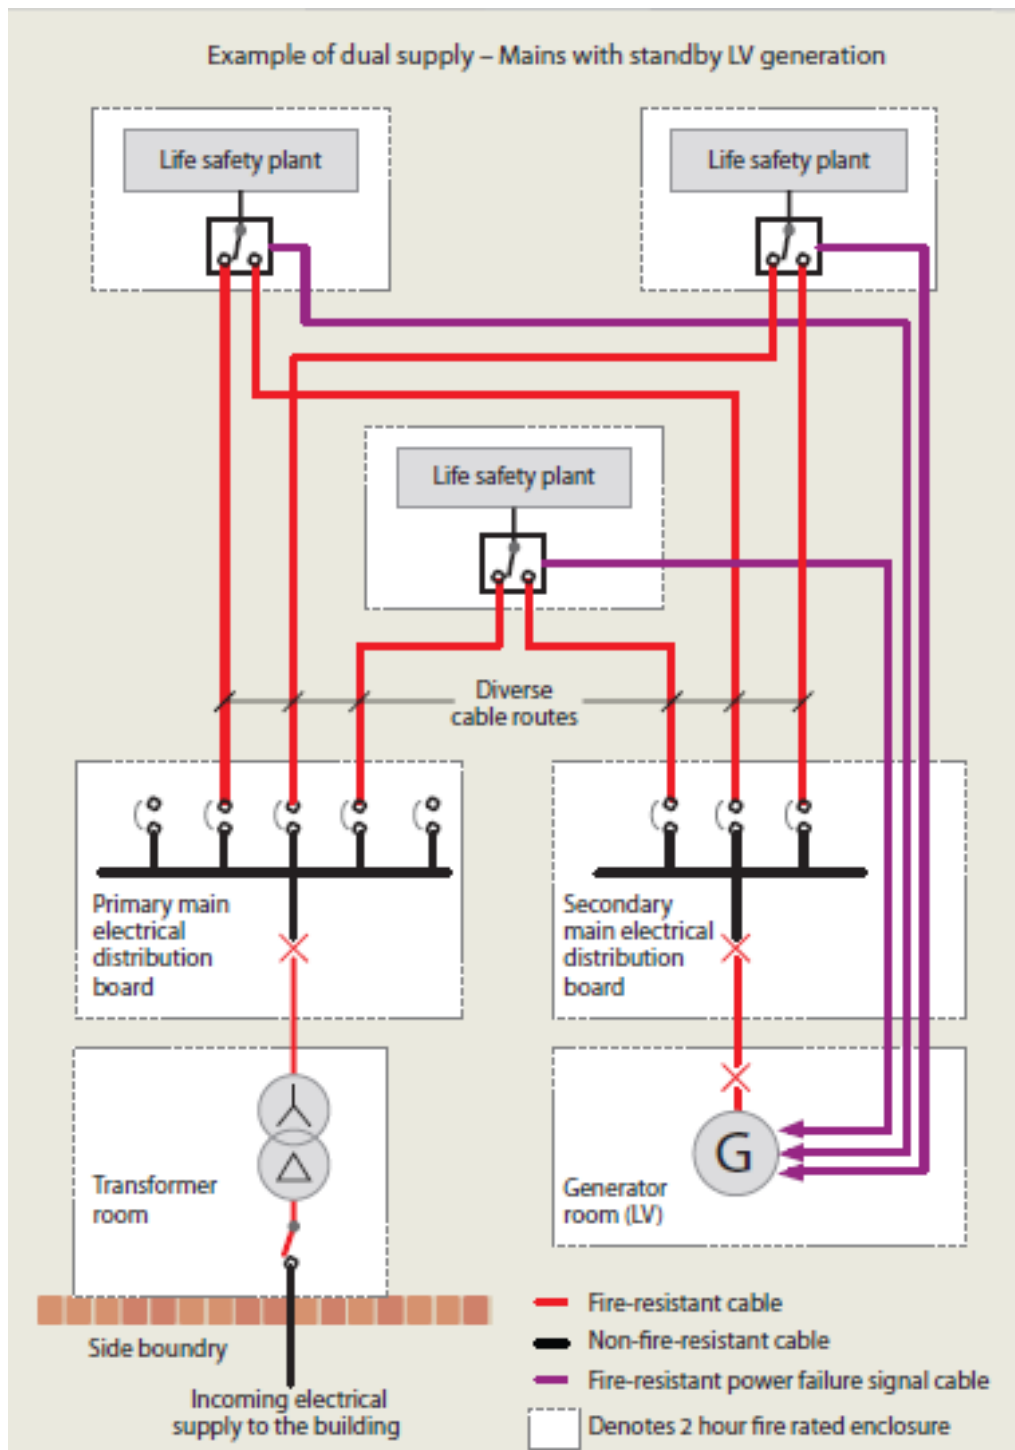 Example of dual supply – Mains with standby LV generation
Life safety plant
Life safety plant
Life safety plant
Diverse
cable routes
Primary main
electrical
distribution
board
Secondary
main electrical
distribution
board
Transformer
room
G
Generator
room (LV)
Side boundry
Incoming electrical
supply to the building
Fire-resistant cable
Non-fire-resistant cable
Fire-resistant power failure signal cable
Denotes 2 hour fire rated enclosure